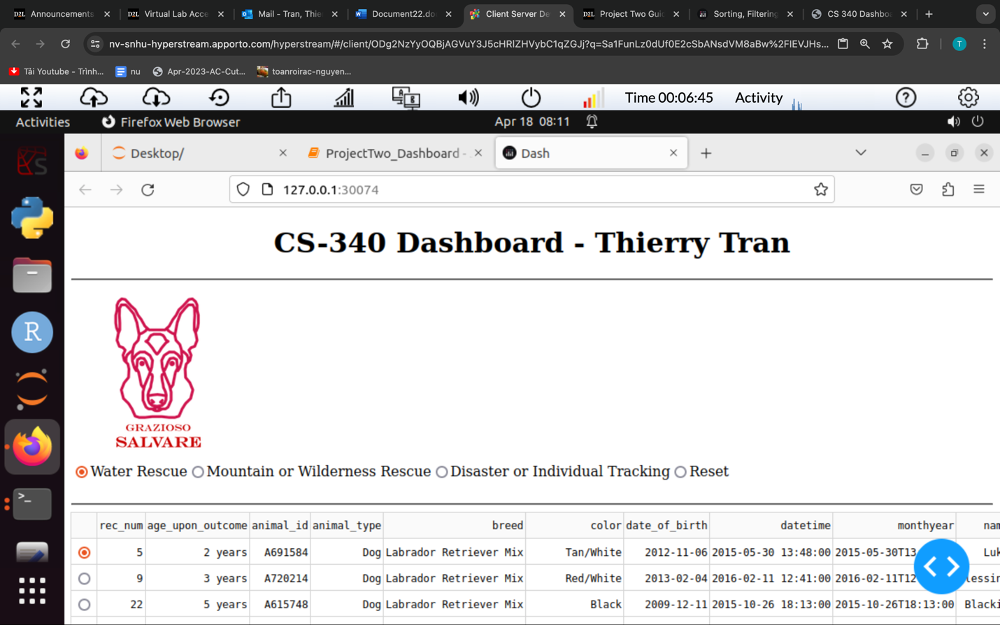 Announcements
Virtual Lab Acce
Mail - Tran, Thie
Document22.do
Client Server De
Project Two Gui
Sorting, Filtering
CS 340 Dashbo
nv-snhu-hyperstream.apporto.com/hyperstream/#/client/ODg2NzYyOQBjAGVuY3J5cHRlZHVybC1qZGJj?q=Sa1FunLz0dUf0E2cSbANsdVM8aBw%2FIEVJHs...
T
Tải Youtube - Trình...
nu
Apr-2023-AC-Cut...
toanroirac-nguyen...
Time 00:06:45
Activity
Activities
Firefox Web Browser
Apr 18 08:11
Desktop/
ProjectTwo_Dashboard -
Dash
127.0.0.1:30074
CS-340 Dashboard - Thierry Tran
GRAZIOSO
SALVARE
Water Rescue Mountain or Wilderness Rescue Disaster or Individual Tracking Reset
rec_num age_upon_outcome animal_id animal_type breed color date_of_birth datetime monthyear nam
5 2 years A691584 Dog Labrador Retriever Mix Tan/White 2012-11-06 2015-05-30 13:48:00 2015-05-30T13 Luk
9 3 years A720214 Dog Labrador Retriever Mix Red/White 2013-02-04 2016-02-11 12:41:00 2016-02-11T12 lessin
22 5 years A615748 Dog Labrador Retriever Mix Black 2009-12-11 2015-10-26 18:13:00 2015-10-26T18:13:00 Blacki